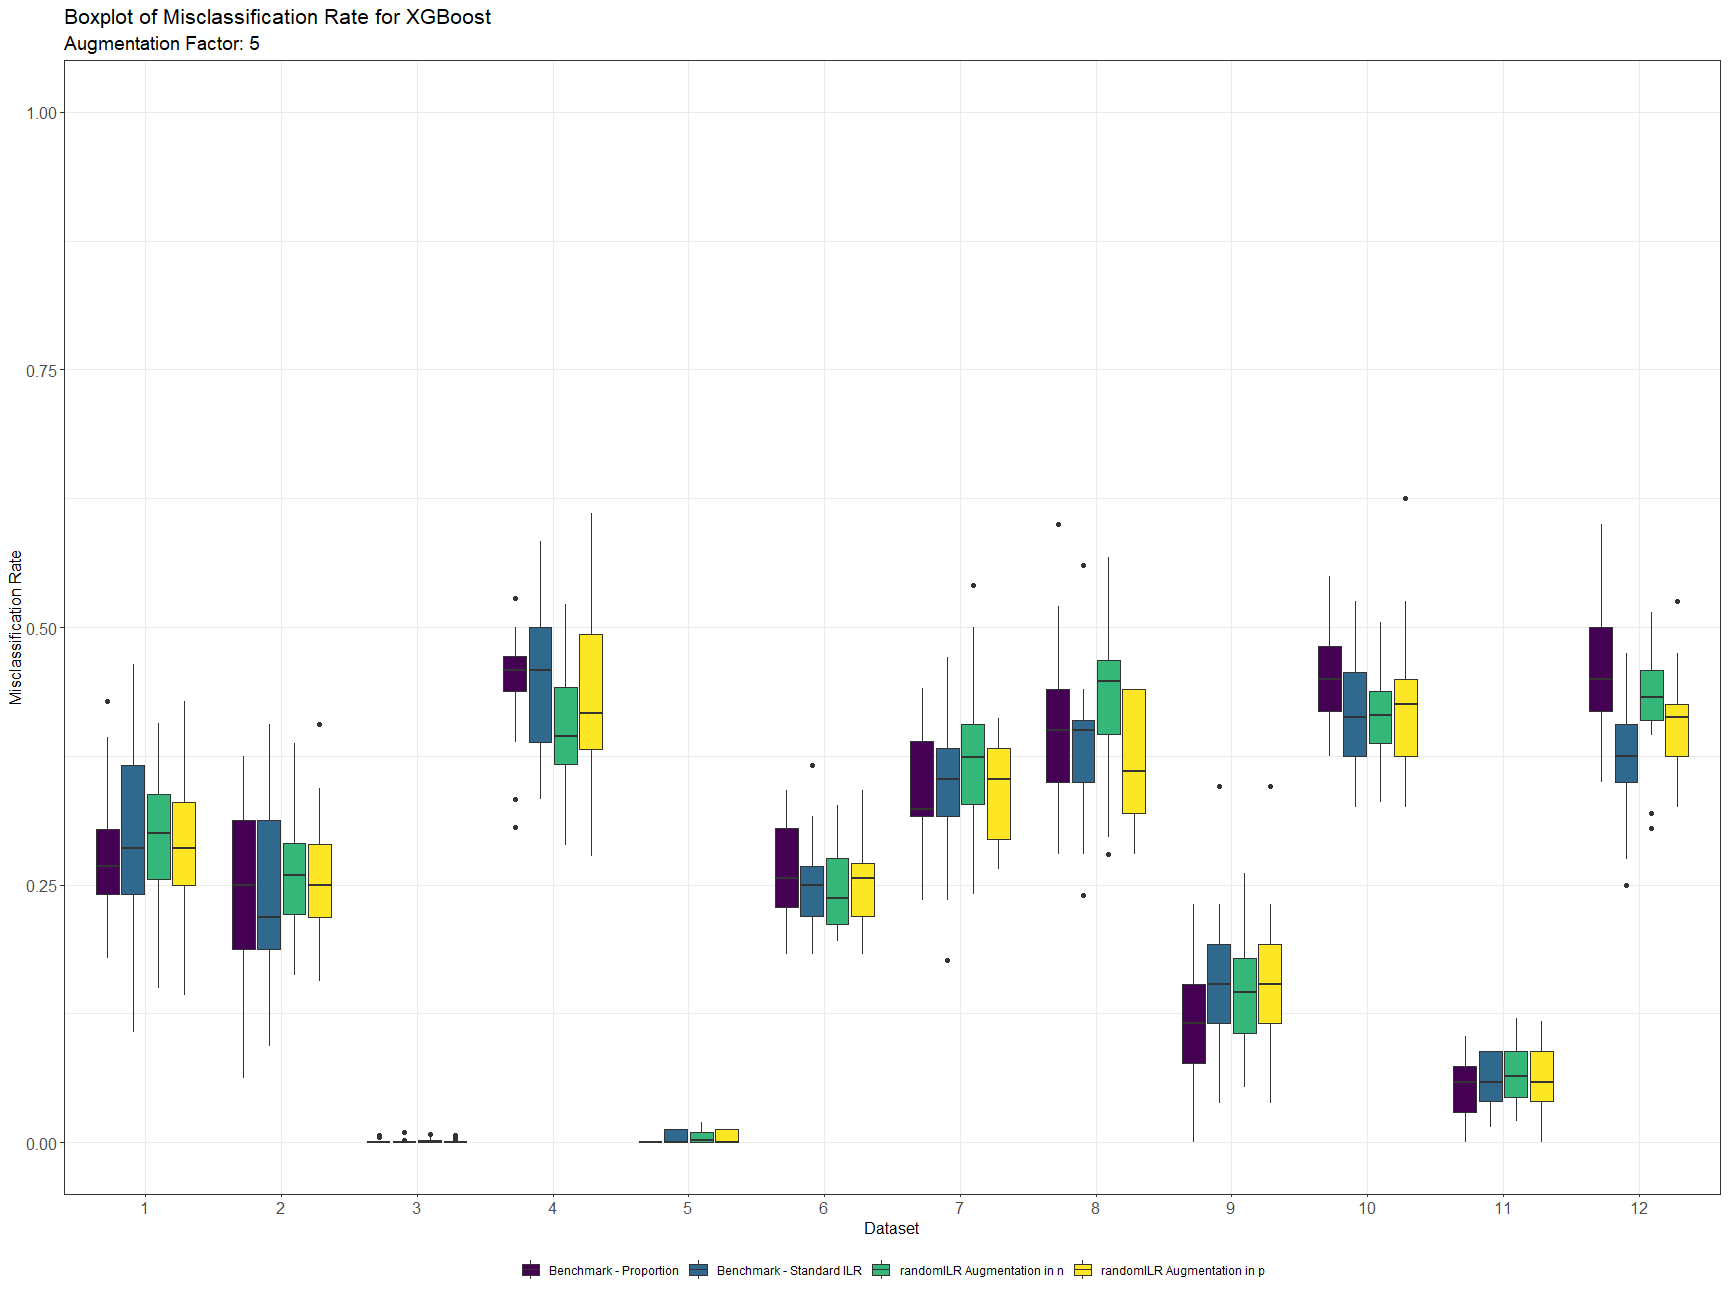 Boxplot of Misclassification Rate for XGBoost
Augmentation Factor: 5
1.00
0.75
0.50
0.25
0.00
Misclassification Rate
1 2 3 4 5 6 7 8 9 10 11 12
Dataset
Benchmark - Proportion Benchmark - Standard ILR randomILR Augmentation in n randomILR Augmentation in p